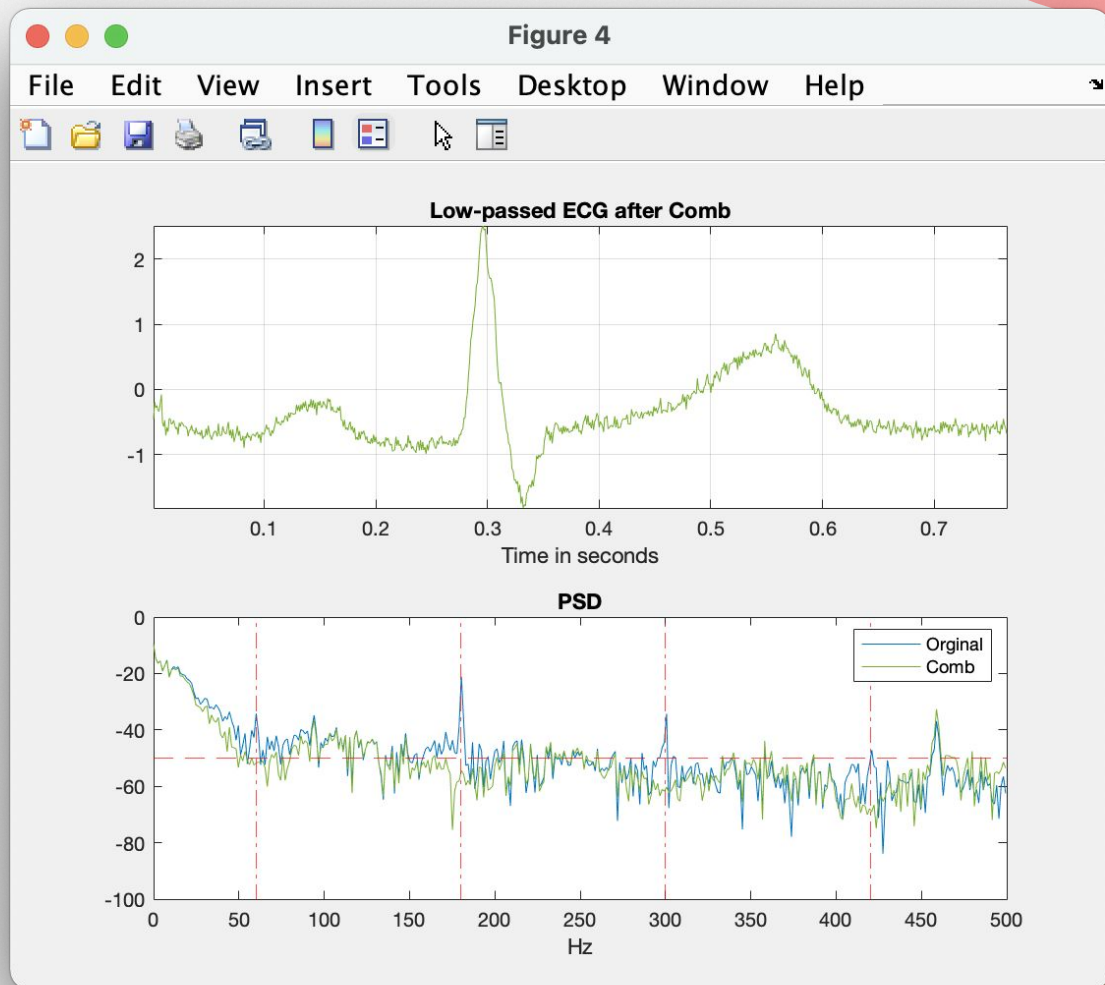 Figure 4
File Edit View Insert Tools Desktop Window Help
Low-passed ECG after Comb
2
1
0
-1
0.1 0.2 0.3 0.4 0.5 0.6 0.7
Time in seconds
PSD
0
-20
-40
-60
-80
-100
Orginal
Comb
0 50 100 150 200 250 300 350 400 450 500
Hz